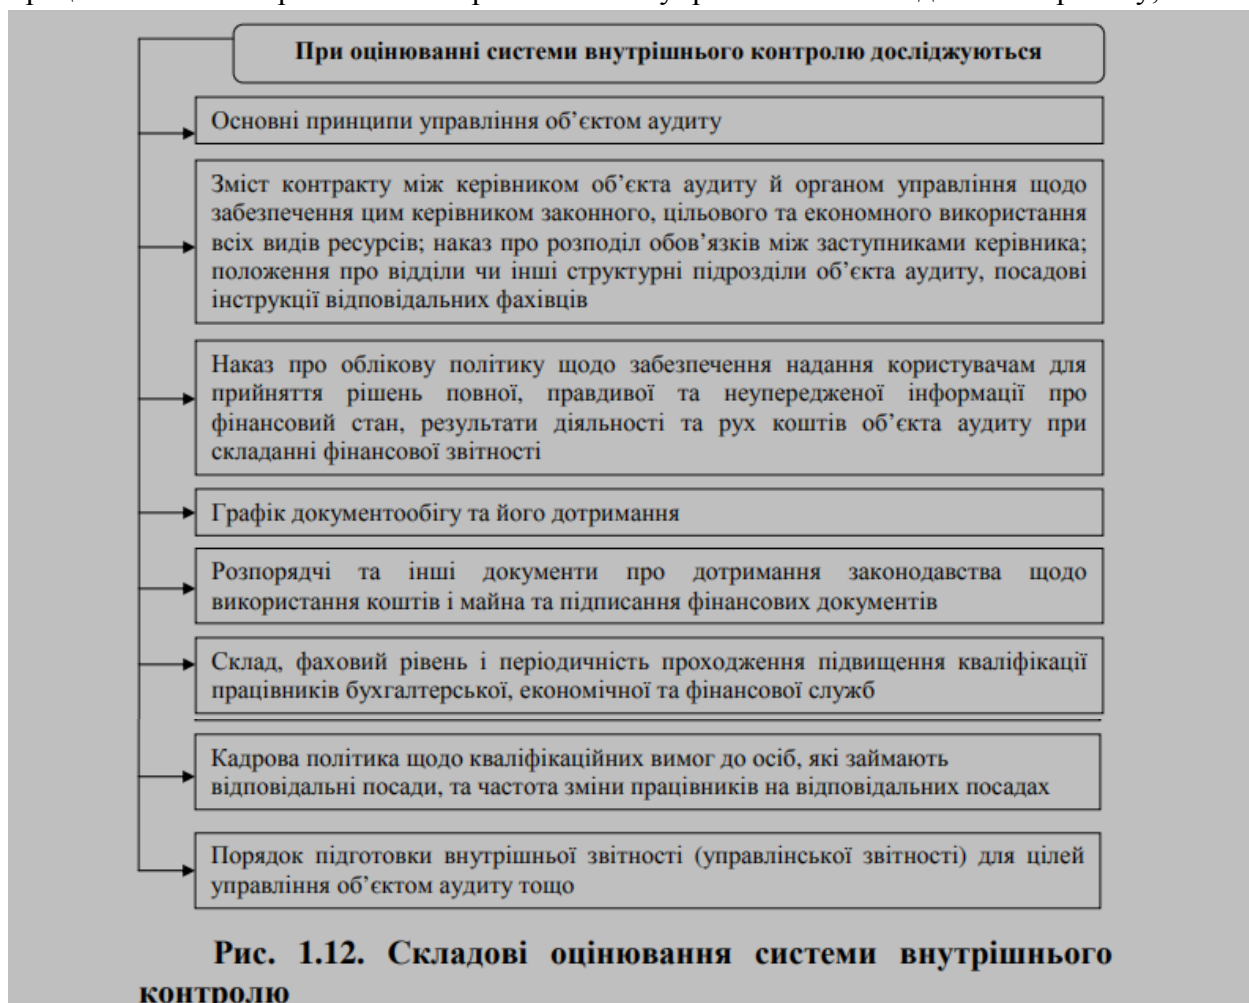 При оцінюванні системи внутрішнього контролю досліджуються
Основні принципи управління об’єктом аудиту
Зміст контракту між керівником об’єкта аудиту й органом управління щодо
забезпечення цим керівником законного, цільового та економного використання
всіх видів ресурсів; наказ про розподіл обов’язків між заступниками керівника;
положення про відділи чи інші структурні підрозділи об’єкта аудиту, посадові
інструкції відповідальних фахівців
Наказ про облікову політику щодо забезпечення надання користувачам для
прийняття рішень повної, правдивої та неупередженої інформації про
фінансовий стан, результати діяльності та рух коштів об’єкта аудиту при
складанні фінансової звітності
Графік документообігу та його дотримання
Розпорядчі та інші документи про дотримання законодавства щодо
використання коштів і майна та підписання фінансових документів
Склад, фаховий рівень і періодичність проходження підвищення кваліфікації
працівників бухгалтерської, економічної та фінансової служб
Кадрова політика щодо кваліфікаційних вимог до осіб, які займають
відповідальні посади, та частота зміни працівників на відповідальних посадах
Порядок підготовки внутрішньої звітності (управлінської звітності) для цілей
управління об’єктом аудиту тощо
Рис. 1.12. Складові оцінювання системи внутрішнього
контролю